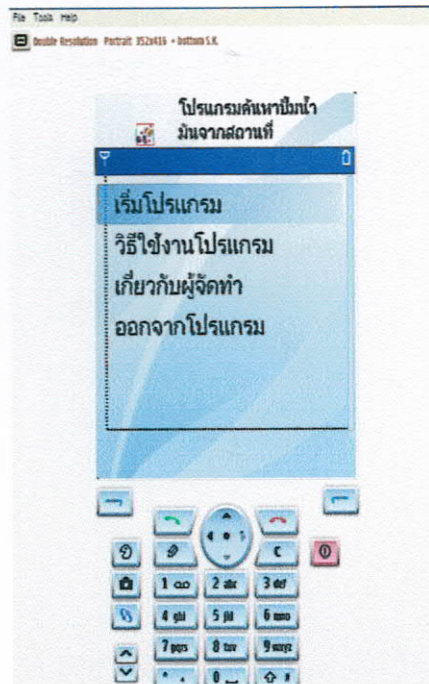 File Tools Help
Double Resolution Portrait 352x416 + bottom S.K.
โปรแกรมค้นหาปั๊มน้ำ
มันจากสถานที่
เริ่มโปรแกรม
วิธีใช้งานโปรแกรม
เกี่ยวกับผู้จัดทำ
ออกจากโปรแกรม
C
1 2 abc 3 def
4 ghi 5 jkl 6 mno
7 pqrs 8 tuv 9 wxyz
* . 0 #